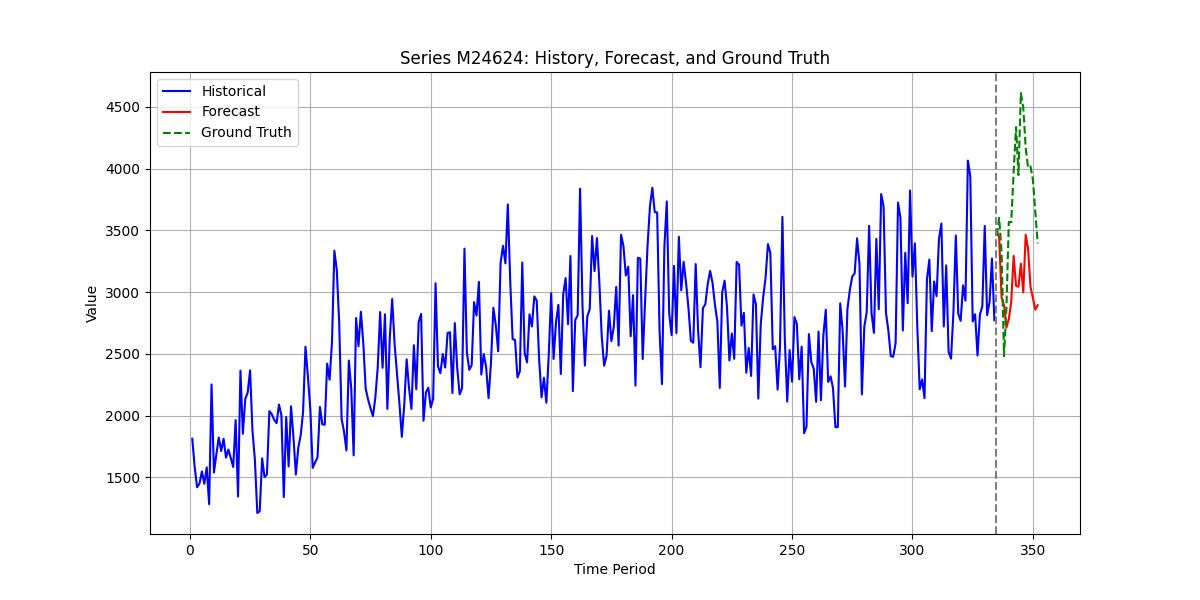 Series M24624: History, Forecast, and Ground Truth
Historical
Forecast
Ground Truth
Value
4500
4000
3500
3000
2500
2000
1500
0 50 100 150 200 250 300 350
Time Period